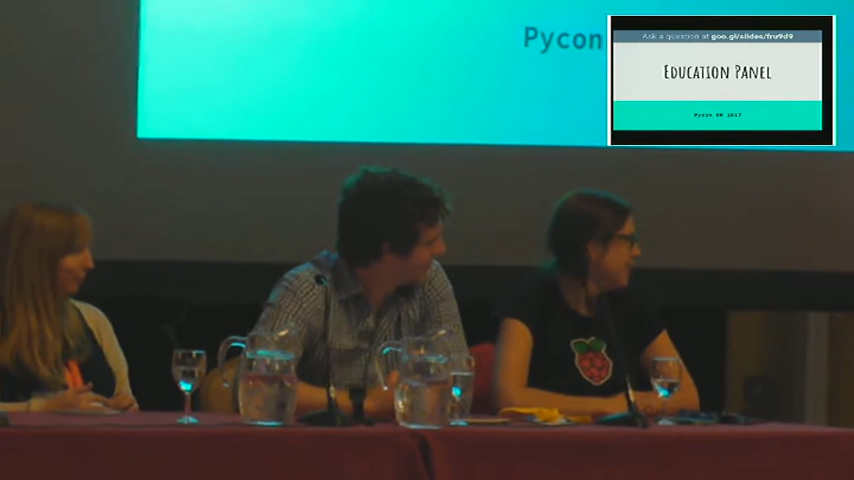 Pycon
Ask a question at goo.gl/slides/fru9d9
Education Panel
Pycon UK 2017